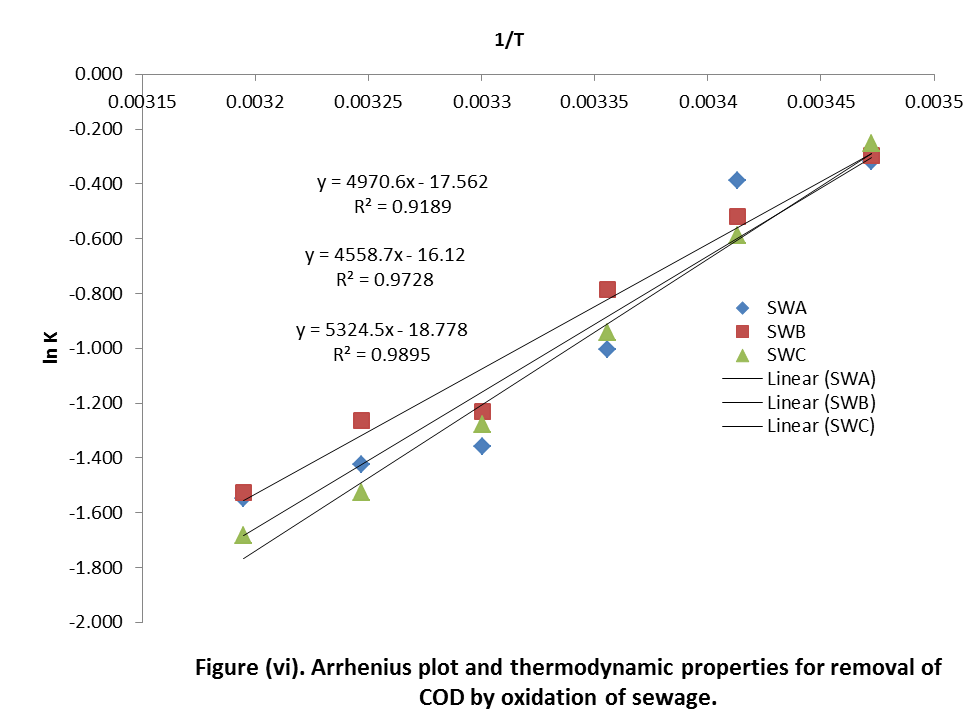 1/T
0.000
0.00315 0.0032 0.00325 0.0033 0.00335 0.0034 0.00345 0.0035
-0.200
-0.400
-0.600
-0.800
-1.000
-1.200
-1.400
-1.600
-1.800
-2.000
ln K
y = 4970.6x - 17.562
R² = 0.9189
y = 4558.7x - 16.12
R² = 0.9728
y = 5324.5x - 18.778
R² = 0.9895
SWA
SWB
SWC
Linear (SWA)
Linear (SWB)
Linear (SWC)
Figure (vi). Arrhenius plot and thermodynamic properties for removal of
COD by oxidation of sewage.